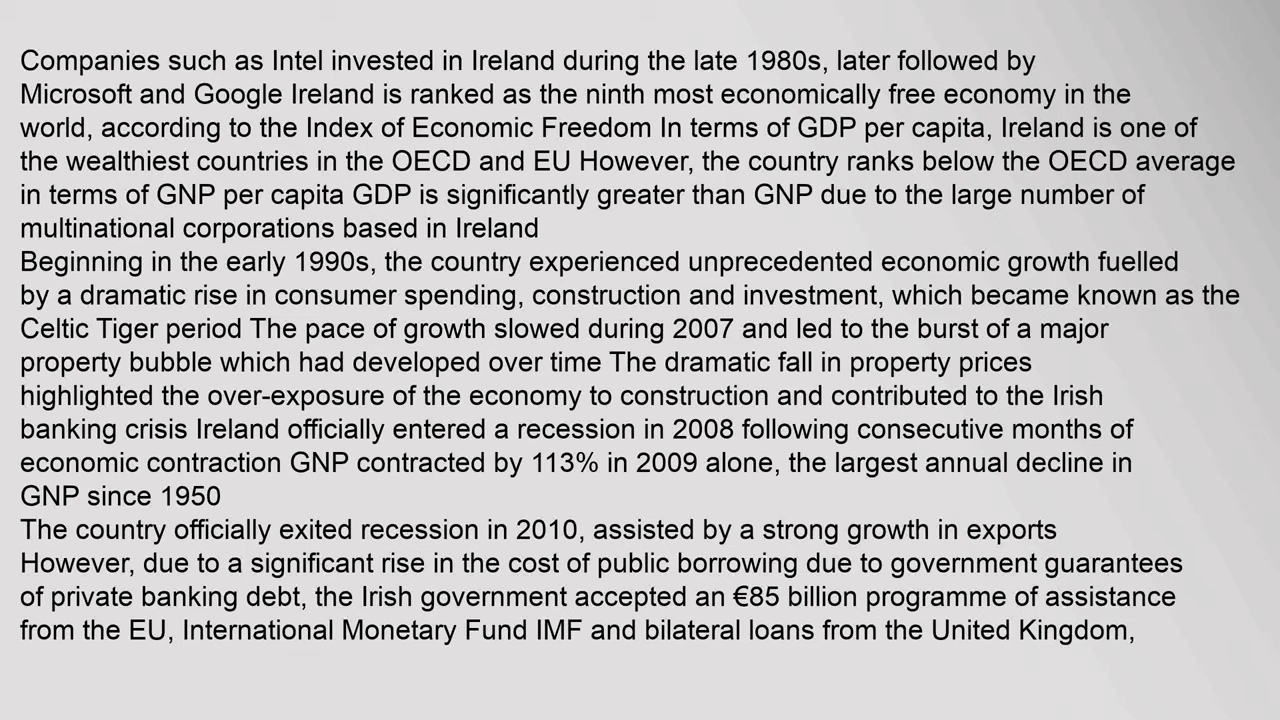 Companies such as Intel invested in Ireland during the late 1980s, later followed by
Microsoft and Google Ireland is ranked as the ninth most economically free economy in the
world, according to the Index of Economic Freedom In terms of GDP per capita, Ireland is one of
the wealthiest countries in the OECD and EU However, the country ranks below the OECD average
in terms of GNP per capita GDP is significantly greater than GNP due to the large number of
multinational corporations based in Ireland
Beginning in the early 1990s, the country experienced unprecedented economic growth fuelled
by a dramatic rise in consumer spending, construction and investment, which became known as the
Celtic Tiger period The pace of growth slowed during 2007 and led to the burst of a major
property bubble which had developed over time The dramatic fall in property prices
highlighted the over-exposure of the economy to construction and contributed to the Irish
banking crisis Ireland officially entered a recession in 2008 following consecutive months of
economic contraction GNP contracted by 113% in 2009 alone, the largest annual decline in
GNP since 1950
The country officially exited recession in 2010, assisted by a strong growth in exports
However, due to a significant rise in the cost of public borrowing due to government guarantees
of private banking debt, the Irish government accepted an €85 billion programme of assistance
from the EU, International Monetary Fund IMF and bilateral loans from the United Kingdom,